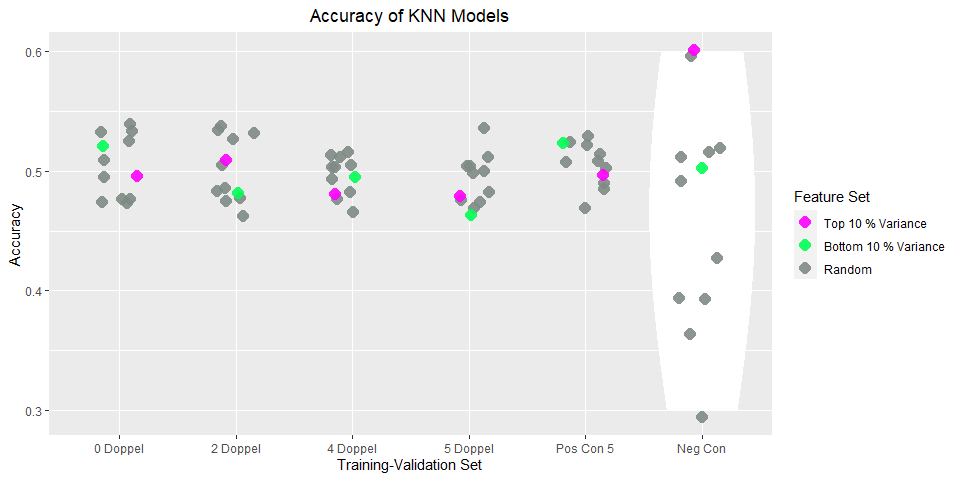 Accuracy of KNN Models
Accuracy
0.6
0.5
0.4
0.3
0 Doppel
2 Doppel
4 Doppel
5 Doppel
Pos Con 5
Neg Con
Training-Validation Set
Feature Set
Top 10 % Variance
Bottom 10 % Variance
Random